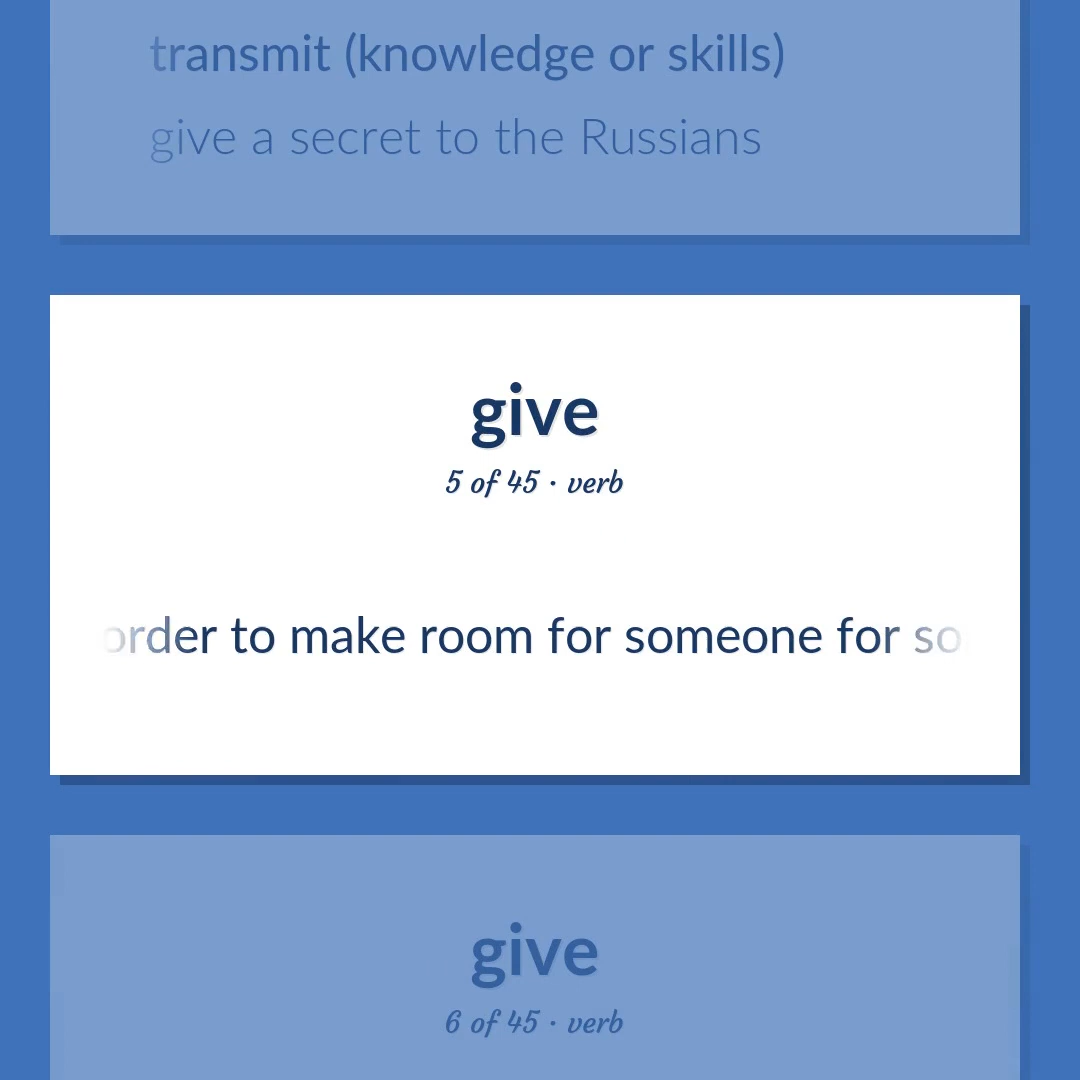 transmit (knowledge or skills)
give a secret to the Russians
give
5 of 45 · verb
order to make room for someone for so
give
6 of 45 · verb